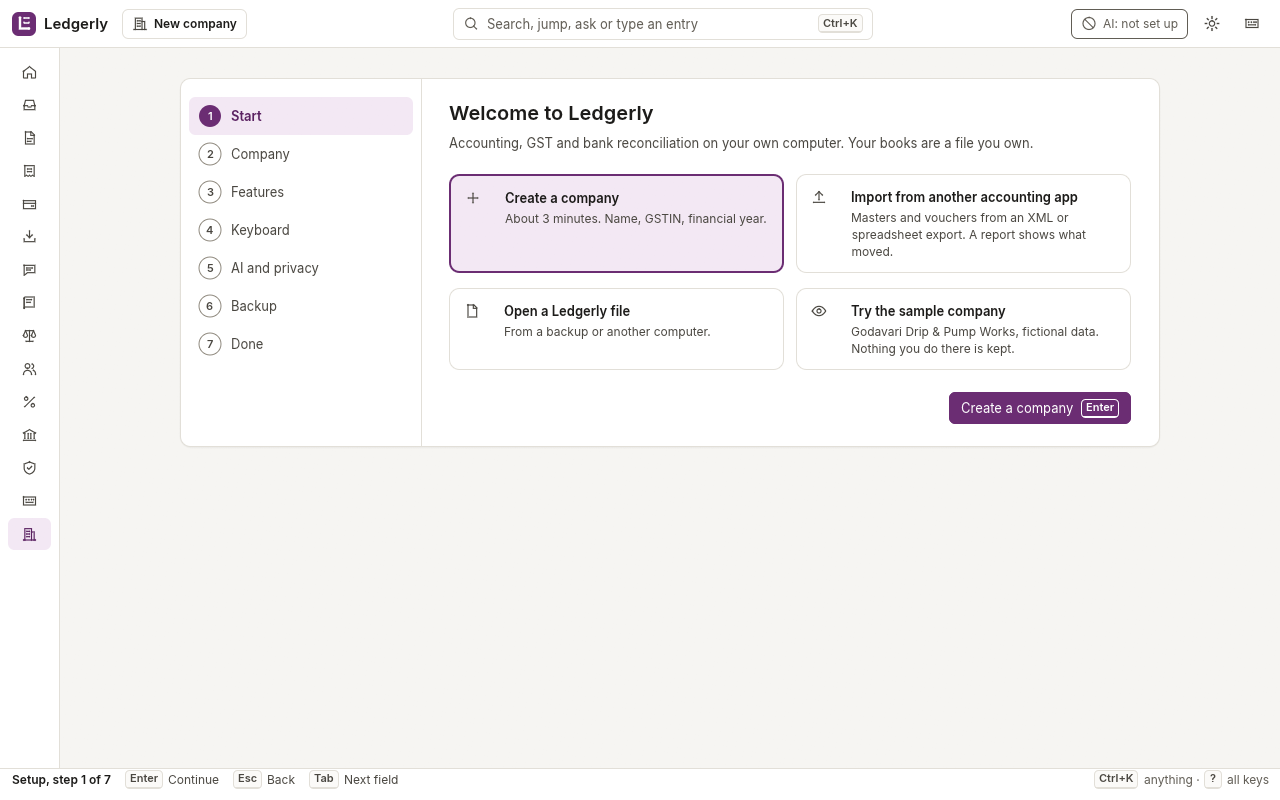 Ledgerly
New company
Search, jump, ask or type an entry
Ctrl+K
AI: not set up
1 Start
2 Company
3 Features
4 Keyboard
5 AI and privacy
6 Backup
7 Done
Welcome to Ledgerly
Accounting, GST and bank reconciliation on your own computer. Your books are a file you own.
Create a company
About 3 minutes. Name, GSTIN, financial year.
Import from another accounting app
Masters and vouchers from an XML or
spreadsheet export. A report shows what
moved.
Open a Ledgerly file
From a backup or another computer.
Try the sample company
Godavari Drip & Pump Works, fictional data.
Nothing you do there is kept.
Create a company Enter
Setup, step 1 of 7 Enter Continue Esc Back Tab Next field
Ctrl+K anything · ? all keys